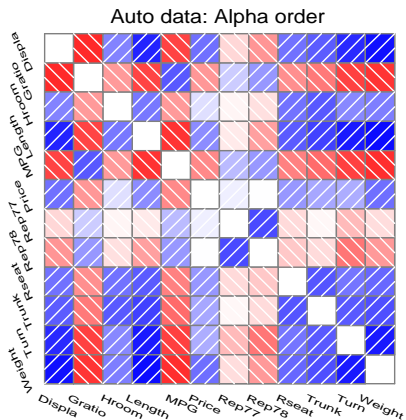 Auto data: Alpha order
Displa
Gratio
Hroom
Length
MPG
Price
Rep77
Rep78
Rseat
Trunk
Turn
Weight
Displa
Gratio
Hroom
Length
MPG
Price
Rep77
Rep78
Rseat
Trunk
Turn
Weight